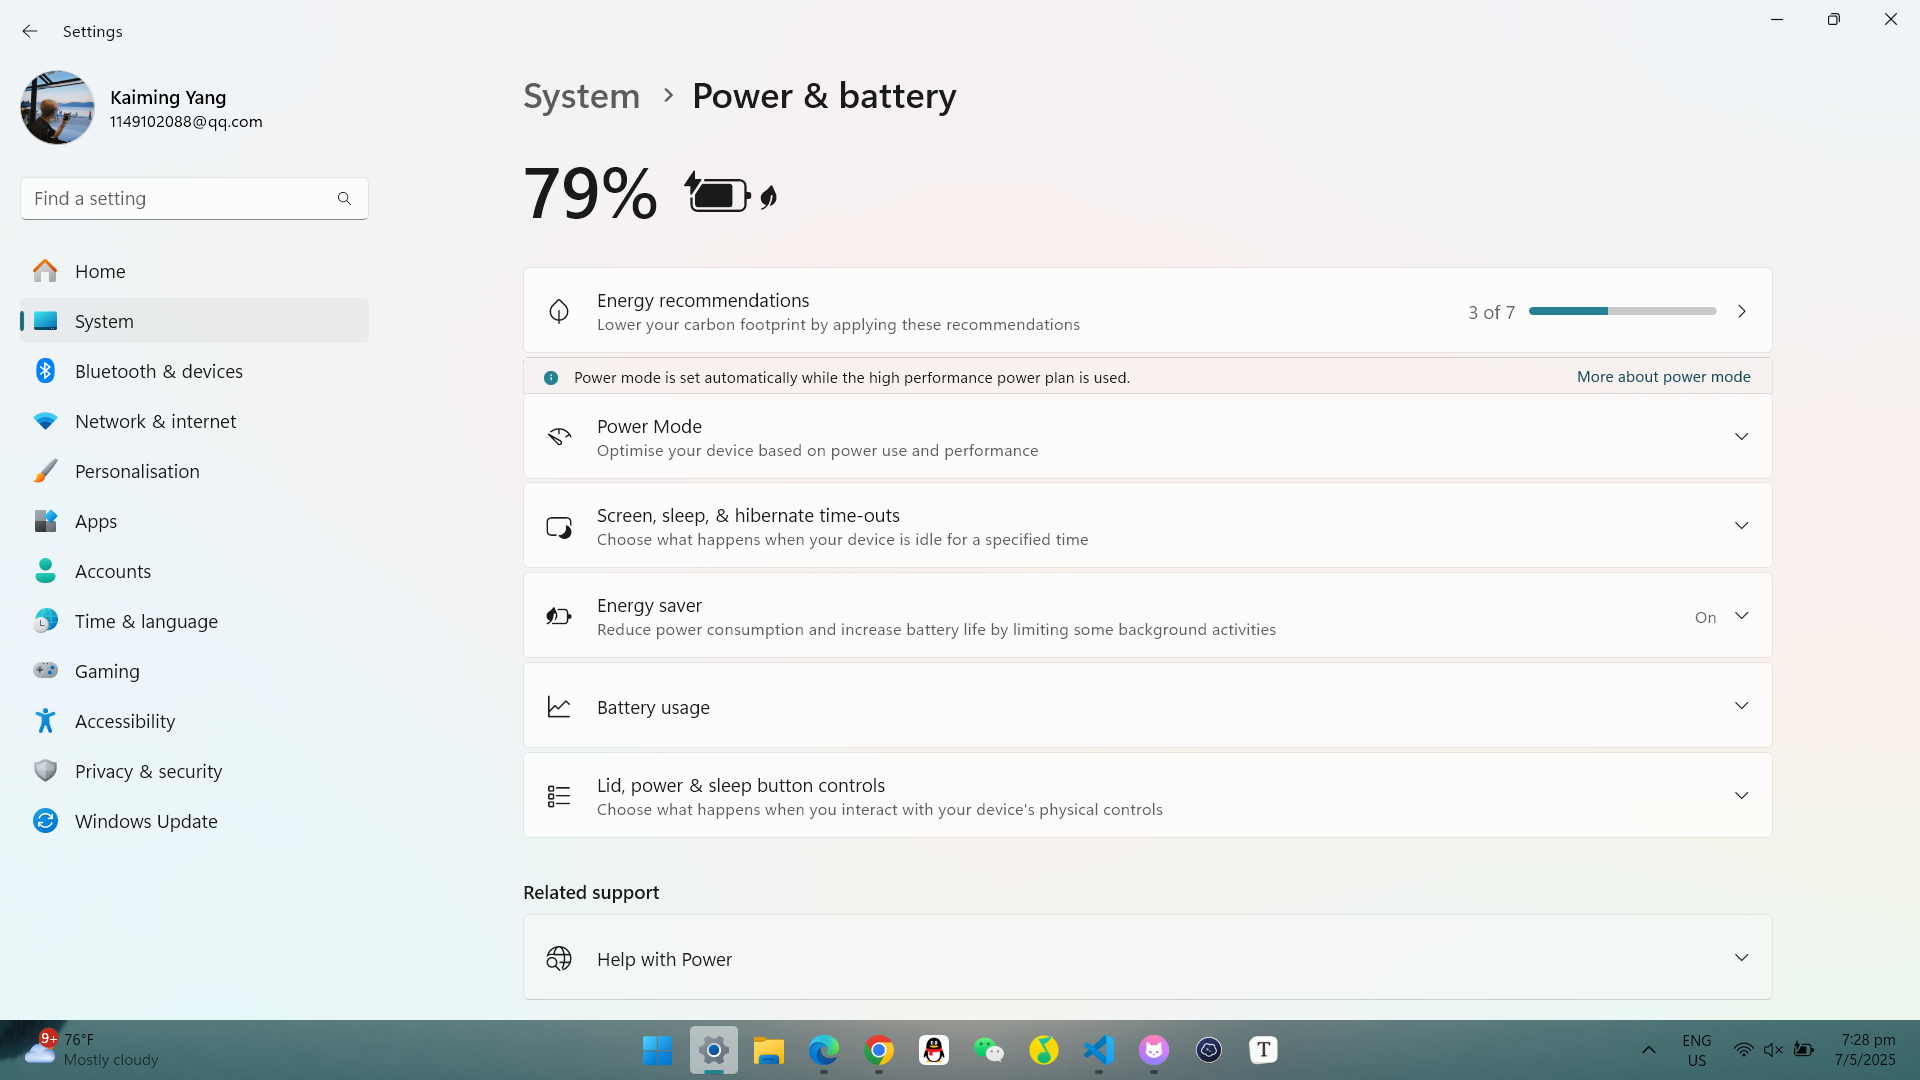 Settings
Kaiming Yang
1149102088@qq.com
Find a setting
Home
System
Bluetooth & devices
Network & internet
Personalisation
Apps
Accounts
Time & language
Gaming
Accessibility
Privacy & security
Windows Update
System > Power & battery
79%
Energy recommendations
Lower your carbon footprint by applying these recommendations
3 of 7
Power mode is set automatically while the high performance power plan is used.
More about power mode
Power Mode
Optimise your device based on power use and performance
Screen, sleep, & hibernate time-outs
Choose what happens when your device is idle for a specified time
Energy saver
Reduce power consumption and increase battery life by limiting some background activities
On
Battery usage
Lid, power & sleep button controls
Choose what happens when you interact with your device's physical controls
Related support
Help with Power
9+
76°F
Mostly cloudy
T
ENG
US
7:28 pm
7/5/2025